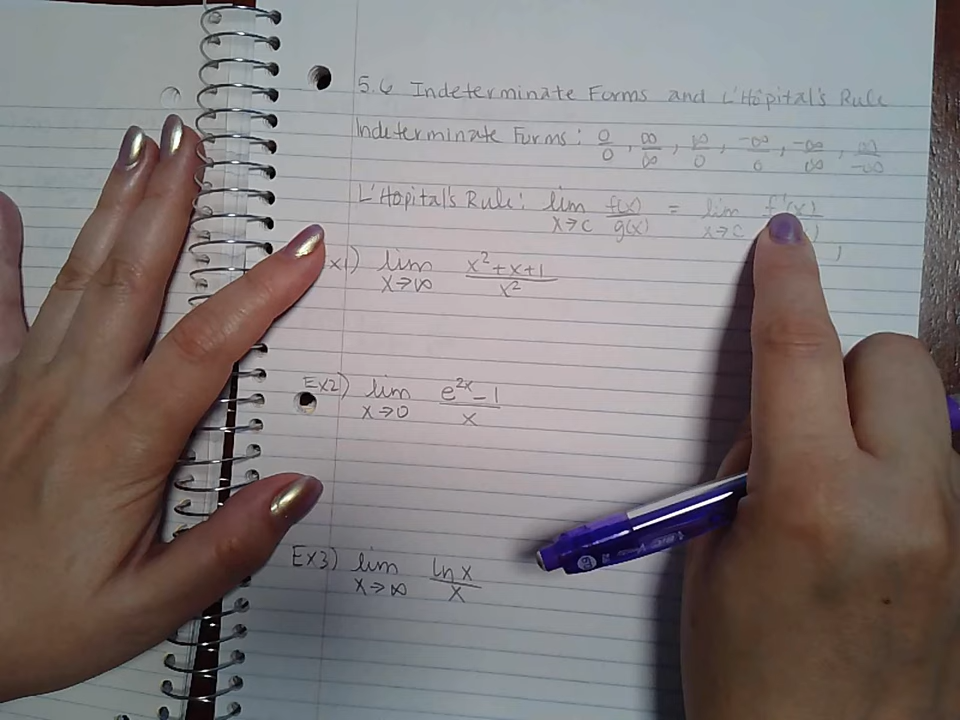 5.6 Indeterminate Forms and L'Hôpital's Rule
Indeterminate Forms: 0/0, ∞/∞, ∞/0, -∞/0, -∞/∞, ∞/-∞
L'Hôpital's Rule: lim x→c f(x)/g(x) = lim x→c f'(x)
x1) lim x→∞ x²+x+1/x²
Ex2) lim x→0 e^2x-1/x
Ex3) lim x→∞ ln x/x